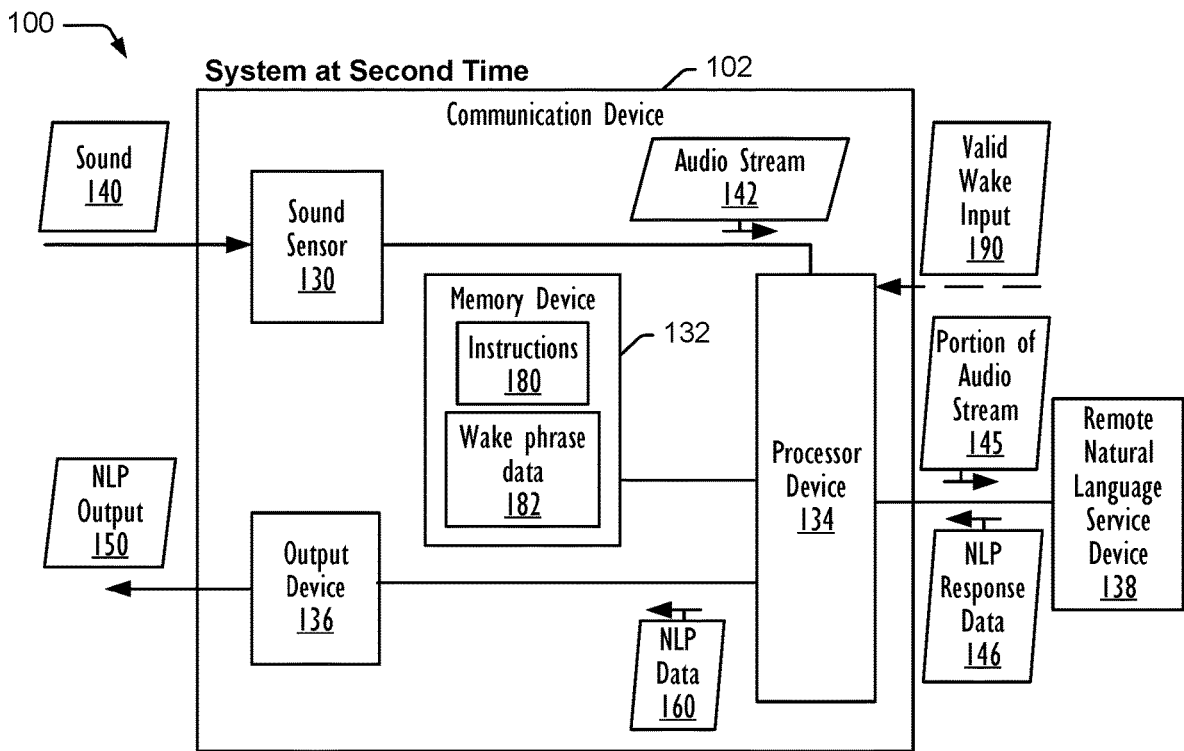 100
System at Second Time
102
Communication Device
Sound
140
Sound
Sensor
130
Audio Stream
142
Valid
Wake
Input
190
Memory Device
132
Instructions
180
Wake phrase
data
182
Processor
Device
134
Portion of
Audio
Stream
145
Remote
Natural
Language
Service
Device
138
NLP
Output
150
Output
Device
136
NLP
Data
160
NLP
Response
Data
146